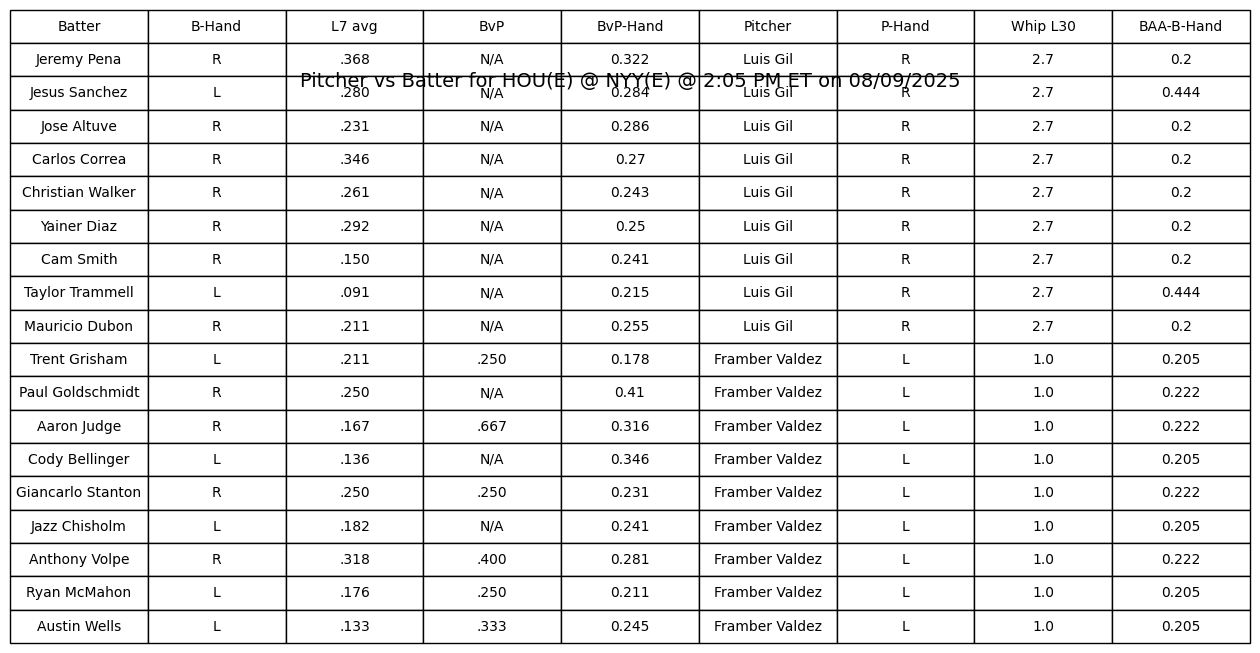 Batter B-Hand L7 avg BvP BvP-Hand Pitcher P-Hand Whip L30 BAA-B-Hand
Jeremy Pena R .368 N/A 0.322 Luis Gil R 2.7 0.2
Pitcher vs Batter for HOU(E) @ NYY(E) @ 2:05 PM ET on 08/09/2025
Jesus Sanchez L .280 N/A 0.284 Luis Gil R 2.7 0.444
Jose Altuve R .231 N/A 0.286 Luis Gil R 2.7 0.2
Carlos Correa R .346 N/A 0.27 Luis Gil R 2.7 0.2
Christian Walker R .261 N/A 0.243 Luis Gil R 2.7 0.2
Yainer Diaz R .292 N/A 0.25 Luis Gil R 2.7 0.2
Cam Smith R .150 N/A 0.241 Luis Gil R 2.7 0.2
Taylor Trammell L .091 N/A 0.215 Luis Gil R 2.7 0.444
Mauricio Dubon R .211 N/A 0.255 Luis Gil R 2.7 0.2
Trent Grisham L .211 .250 0.178 Framber Valdez L 1.0 0.205
Paul Goldschmidt R .250 N/A 0.41 Framber Valdez L 1.0 0.222
Aaron Judge R .167 .667 0.316 Framber Valdez L 1.0 0.222
Cody Bellinger L .136 N/A 0.346 Framber Valdez L 1.0 0.205
Giancarlo Stanton R .250 .250 0.231 Framber Valdez L 1.0 0.222
Jazz Chisholm L .182 N/A 0.241 Framber Valdez L 1.0 0.205
Anthony Volpe R .318 .400 0.281 Framber Valdez L 1.0 0.222
Ryan McMahon L .176 .250 0.211 Framber Valdez L 1.0 0.205
Austin Wells L .133 .333 0.245 Framber Valdez L 1.0 0.205